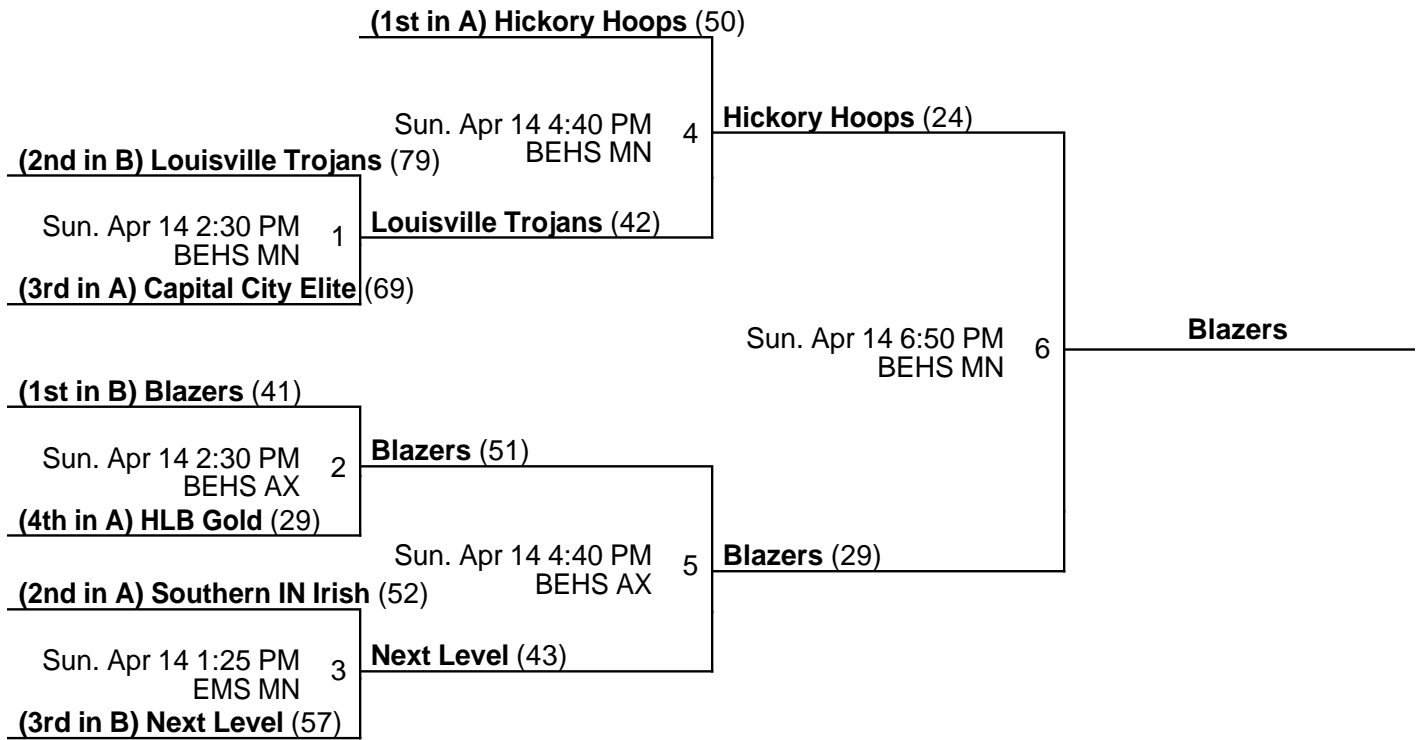 (1st in A) Hickory Hoops (50)
Sun. Apr 14 4:40 PM
BEHS MN
4
Hickory Hoops (24)
(2nd in B) Louisville Trojans (79)
Sun. Apr 14 2:30 PM
BEHS MN
1
Louisville Trojans (42)
(3rd in A) Capital City Elite (69)
Sun. Apr 14 6:50 PM
BEHS MN
6
Blazers
(1st in B) Blazers (41)
Sun. Apr 14 2:30 PM
BEHS AX
2
Blazers (51)
(4th in A) HLB Gold (29)
Sun. Apr 14 4:40 PM
BEHS AX
5
Blazers (29)
(2nd in A) Southern IN Irish (52)
Sun. Apr 14 1:25 PM
EMS MN
3
Next Level (43)
(3rd in B) Next Level (57)